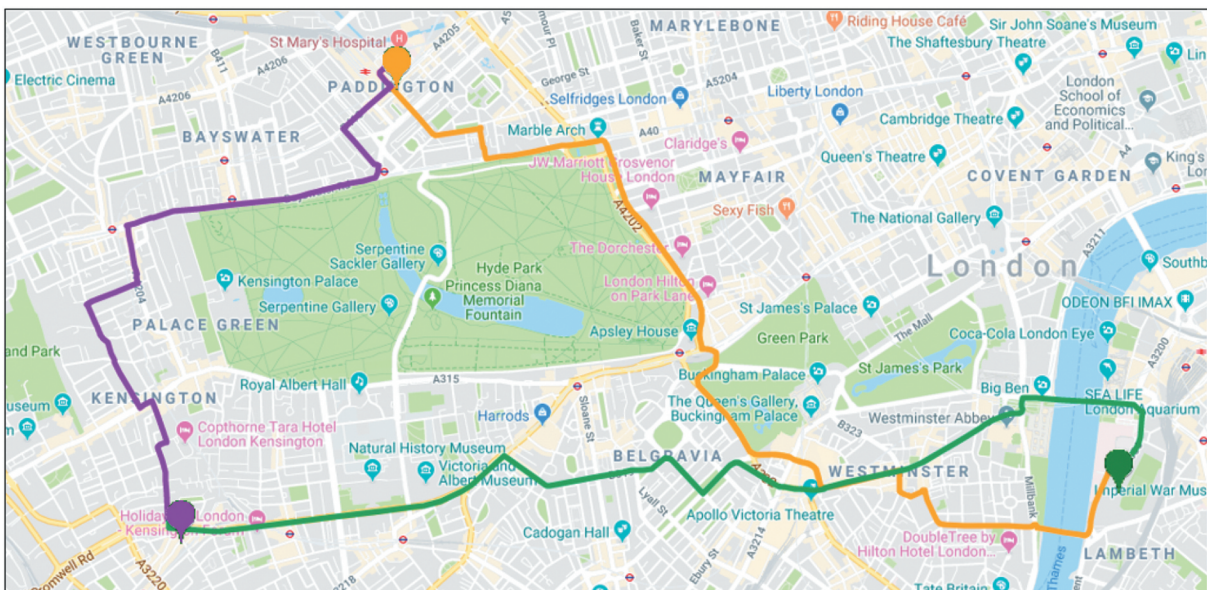 WESTBOURNE
GREEN
B411
A4206
St Mary's Hospital
H
A4205
Baker St
MARYLEBONE
Riding House Café
Sir John Soane's Museum
The Shaftesbury Theatre
Electric Cinema
A4206
PADDINGTON
George St
A5204
Selfridges London
Liberty London
London
School of
Economics
and Political...
BAYSWATER
Marble Arch
A40
Claridge's
Cambridge Theatre
A4
JW Marriott Grosvenor
House London
MAYFAIR
Queen's Theatre
COVENT GARDEN
King's
A4202
Sexy Fish
The National Gallery
A3211
Serpentine
Sackler Gallery
The Dorchester
London
Southb
Kensington Palace
Hyde Park
Princess Diana
Memorial
Fountain
London Hilton
on Park Lane
Serpentine Gallery
St James's Palace
ODEON BFI IMAX
PALACE GREEN
Apsley House
Green Park
The Mall
Coca-Cola London Eye
A3200
and Park
Royal Albert Hall
A315
Buckingham Palace
St James's Park
Big Ben
SEA LIFE
London Aquarium
KENSINGTON
useum
Harrods
Sloane St
The Queen's Gallery,
Buckingham Palace
Westminster Abbey
Copthorne Tara Hotel
London Kensington
B323
Natural History Museum
BELGRAVIA
WESTMINSTER
Victoria and
Albert Museum
Lyall St
Millbank
Imperial War Mus
Holiday
London
Kensington Forum
Cadogan Hall
Apollo Victoria Theatre
A3214
DoubleTree by
Hilton Hotel London...
LAMBETH
Cromwell Rd
A3220
A3218
Ebury St
Tate Britain
Thames